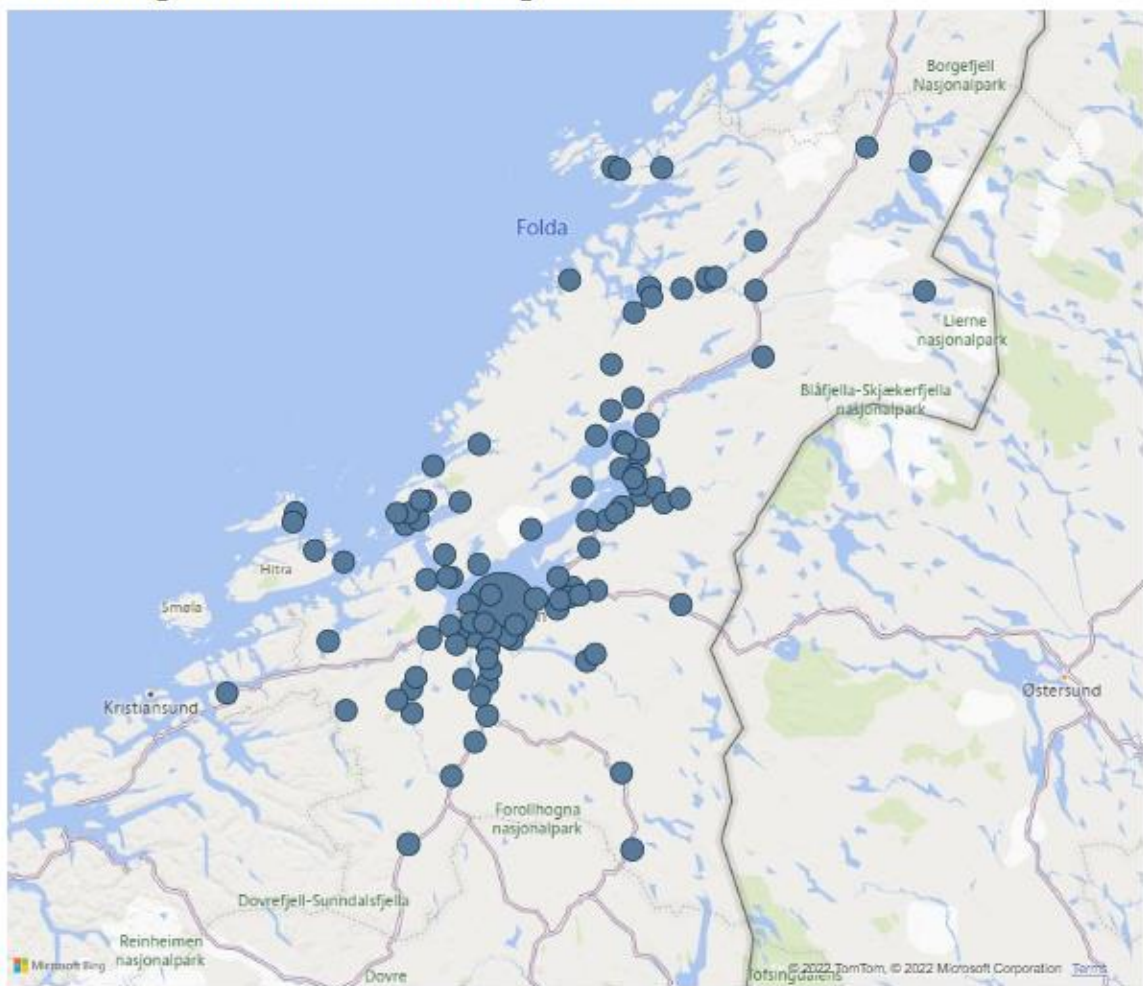 Borgefjell
Nasjonalpark
Folda
Lierne
nasjonalpark
Blåfjella-Skjækerfjella
nasjonalpark
Hitra
Smøla
Kristiansund
Østersund
Forollhogna
nasjonalpark
Dovrefjell-Sunndalsfjella
Reinheimen
nasjonalpark
Dovre
Microsoft Bing
© 2022 TomTom, © 2022 Microsoft Corporation Terms